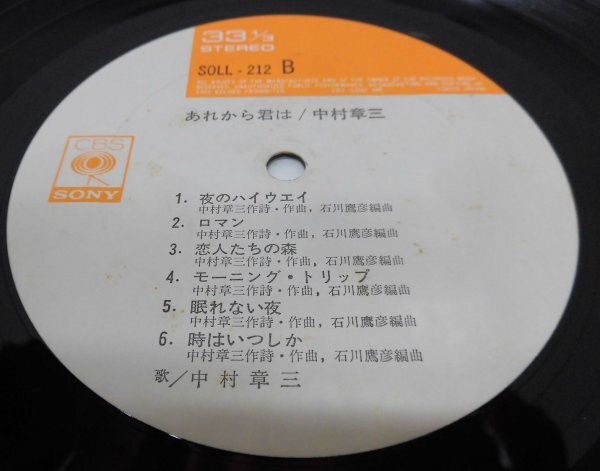 33 1/3
STEREO
SOLL-212 B
あれから君は/中村章三
CBS
SONY
1. 夜のハイウエイ
中村章三作詩・作曲, 石川鷹彦編曲
2. ロマン
中村章三作詩・作曲, 石川鷹彦編曲
3. 恋人たちの森
中村章三作詩・作曲, 石川鷹彦編曲
4. モーニング・トリップ
中村章三作詩・作曲, 石川鷹彦編曲
5. 眠れない夜
中村章三作詩・作曲, 石川鷹彦編曲
6. 時はいつしか
中村章三作詩・作曲, 石川鷹彦編曲
歌/中村章三